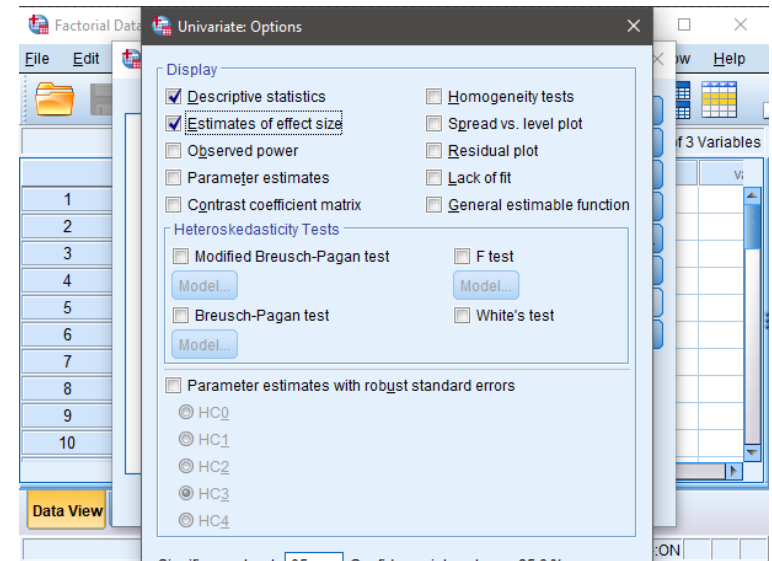 Factorial Data
Univariate: Options
File Edit
ow Help
of 3 Variables
Display
Descriptive statistics
Homogeneity tests
Estimates of effect size
Spread vs. level plot
Observed power
Residual plot
Parameter estimates
Lack of fit
Contrast coefficient matrix
General estimable function
Heteroskedasticity Tests
Modified Breusch-Pagan test
F test
Model...
Model...
Breusch-Pagan test
White's test
Model...
Parameter estimates with robust standard errors
HC0
HC1
HC2
HC3
HC4
1
2
3
4
5
6
7
8
9
10
Data View
:ON